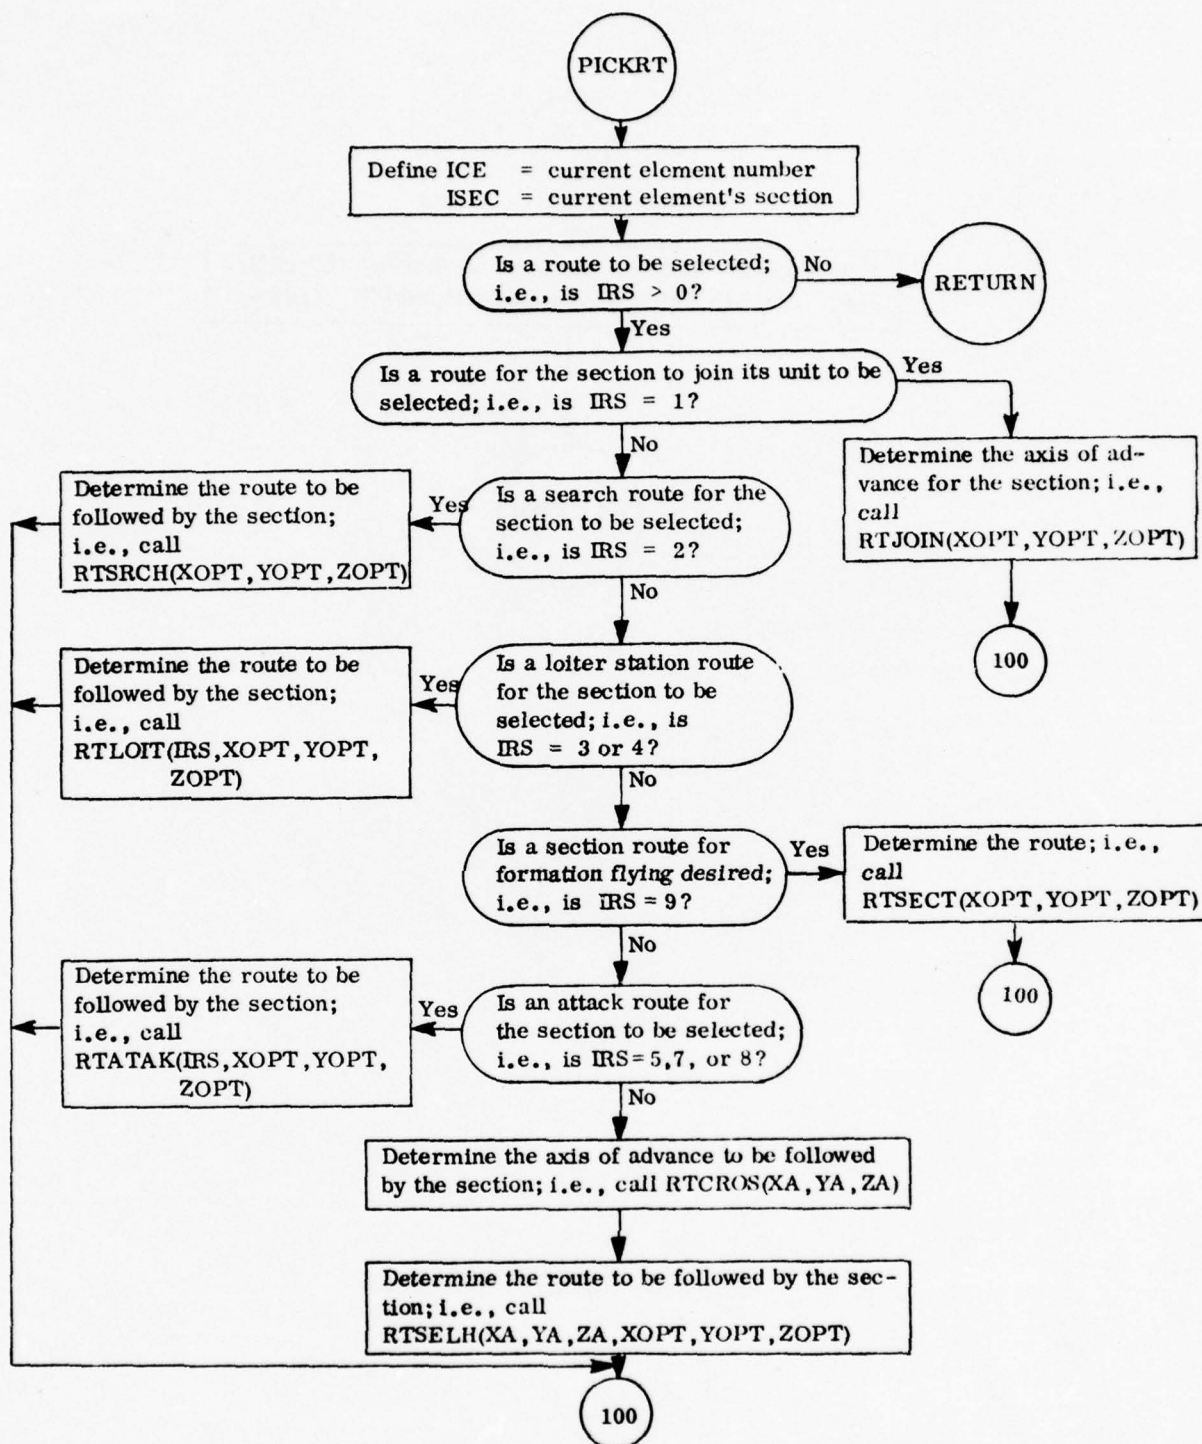 PICKRT
Define ICE = current element number
ISEC = current element's section
Is a route to be selected;
i.e., is IRS > 0?
No
RETURN
Yes
Is a route for the section to join its unit to be
selected; i.e., is IRS = 1?
Yes
No
Determine the axis of ad-
vance for the section; i.e.,
call
RTJOIN(XOPT,YOPT,ZOPT)
100
Is a search route for the
section to be selected;
i.e., is IRS = 2?
Yes
Determine the route to be
followed by the section;
i.e., call
RTSRCH(XOPT,YOPT,ZOPT)
No
Is a loiter station route
for the section to be
selected; i.e., is
IRS = 3 or 4?
Yes
Determine the route to be
followed by the section;
i.e., call
RTLOIT(IRS,XOPT,YOPT,
ZOPT)
No
Is a section route for
formation flying desired;
i.e., is IRS=9?
Yes
Determine the route; i.e.,
call
RTSECT(XOPT,YOPT,ZOPT)
100
No
Is an attack route for
the section to be selected;
i.e., is IRS=5,7, or 8?
Yes
Determine the route to be
followed by the section;
i.e., call
RTATAK(IRS,XOPT,YOPT,
ZOPT)
No
Determine the axis of advance to be followed
by the section; i.e., call RTCROS(XA,YA,ZA)
Determine the route to be followed by the sec-
tion; i.e., call
RTSELH(XA,YA,ZA,XOPT,YOPT,ZOPT)
100